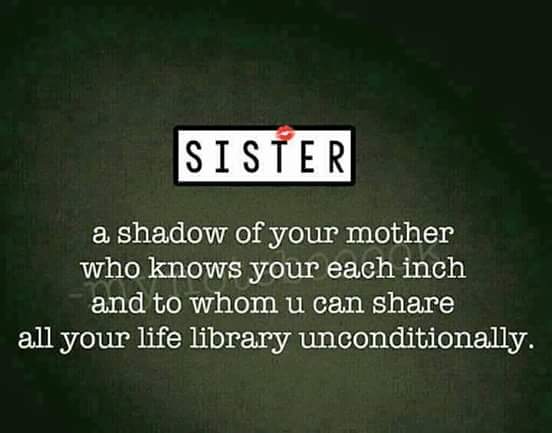 SISTER
a shadow of your mother
who knows your each inch
and to whom u can share
all your life library unconditionally.